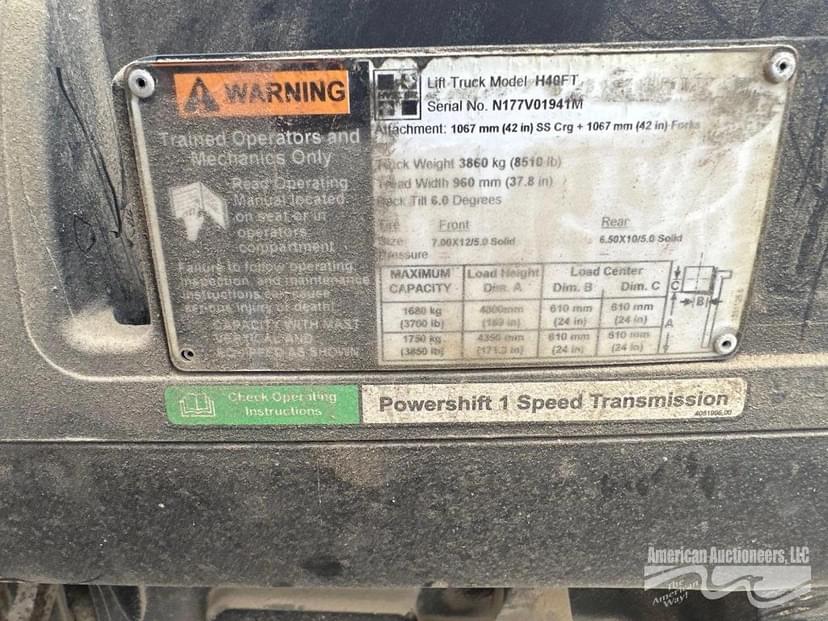 WARNING
Trained Operators and
Mechanics Only
Read Operating
Manual located
on seat or in
operators
compartment
Failure to follow operating,
inspection, and maintenance
instructions can cause
serious injury or death!
CAPACITY WITH MAST
VERTICAL AND
SHOWN
HYSTER
Lift Truck Model H40FT
Serial No. N177V01941M
Attachment: 1067 mm (42 in) SS Crg + 1067 mm (42 in) Forks
Truck Weight 3860 kg (8510 lb)
Tread Width 960 mm (37.8 in)
Back Tilt 6.0 Degrees
Tire Front Rear
Size: 7.00X12/5.0 Solid 6.50X10/5.0 Solid
Pressure
MAXIMUM CAPACITY Load Height Dim. A Load Center Dim. B Dim. C
1680 kg (3700 lb) 4800mm (189 in) 610 mm (24 in) 610 mm (24 in)
1750 kg (3850 lb) 4350 mm (171.3 in) 610 mm (24 in) 610 mm (24 in)
C
B
A
Check Operating
Instructions
Powershift 1 Speed Transmission
American Auctioneers, LLC
The
American
Way!